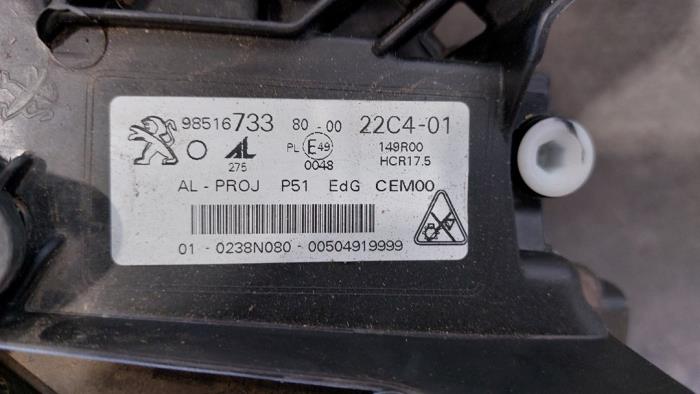 98516733 80-00 22C4-01
PL E49 149R00
AL 275 0048 HCR17.5
AL-PROJ P51 EdG CEM00
01-0238N080-00504919999